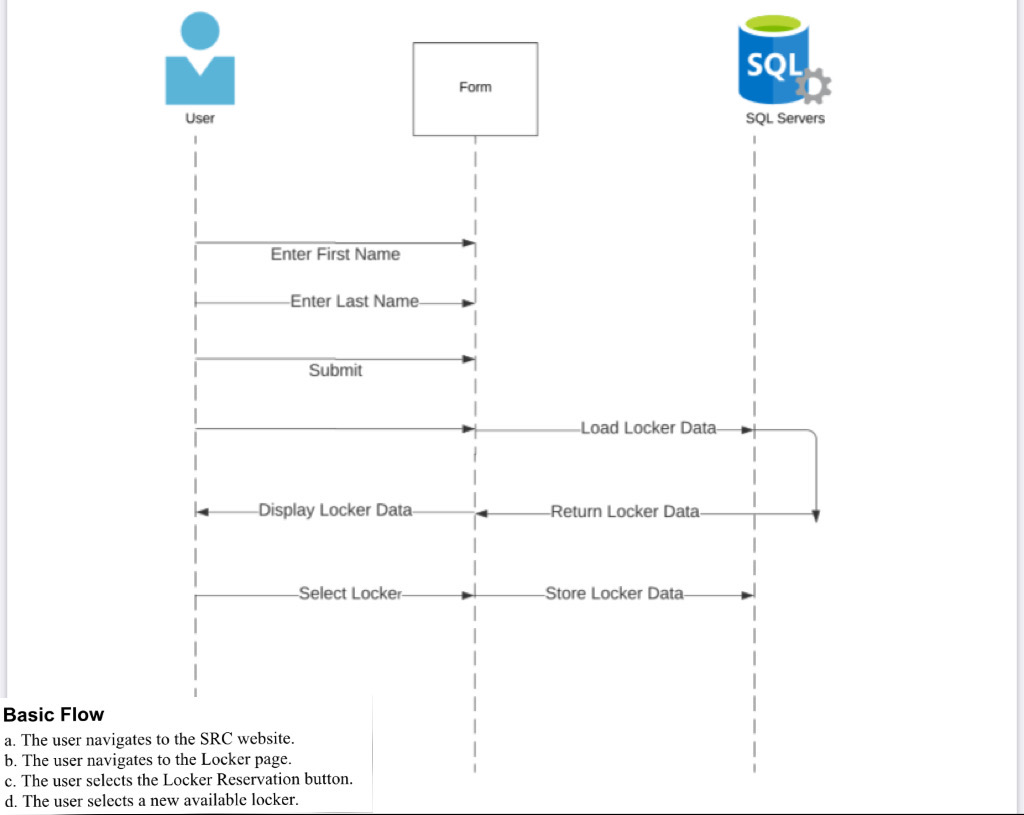 Form
SQL
User
SQL Servers
Enter First Name
Enter Last Name
Submit
Load Locker Data
Display Locker Data
Return Locker Data
Select Locker
Store Locker Data
Basic Flow
a. The user navigates to the SRC website.
b. The user navigates to the Locker page.
c. The user selects the Locker Reservation button.
d. The user selects a new available locker.